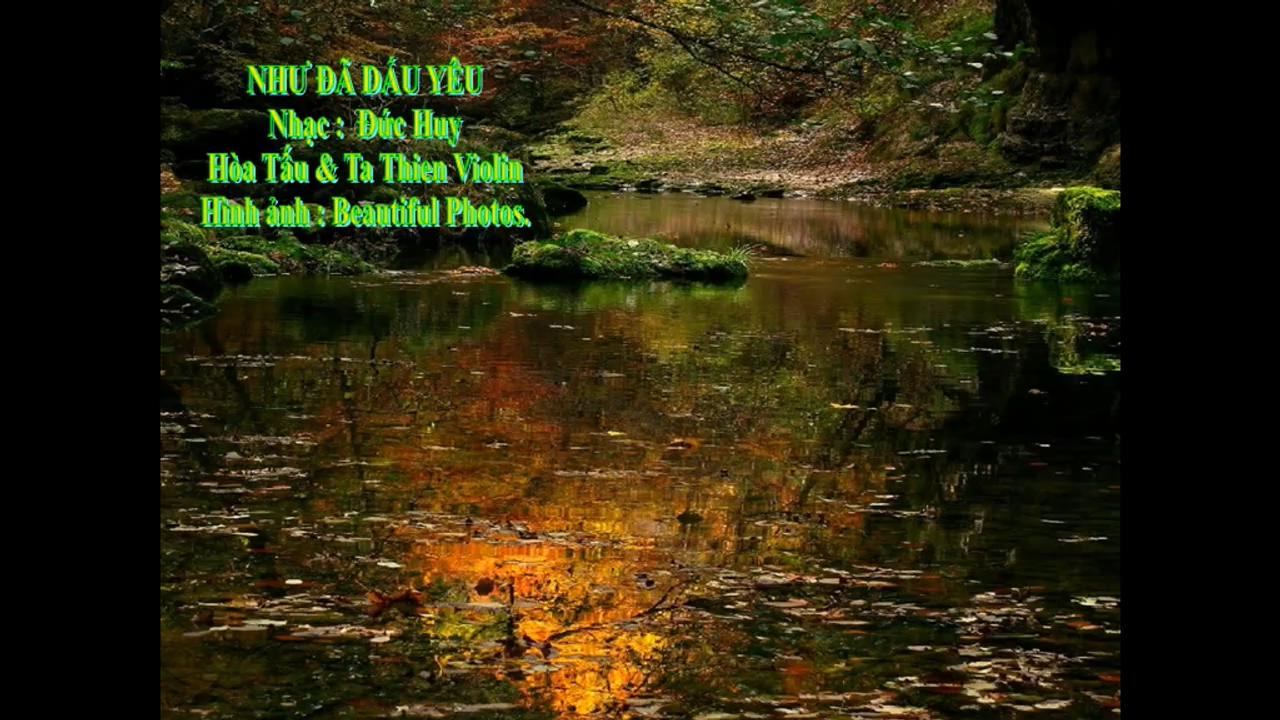 NHƯ ĐÃ DẤU YÊU
Nhạc : Đức Huy
Hòa Tấu & Ta Thien Violin
Hình ảnh : Beautiful Photos.